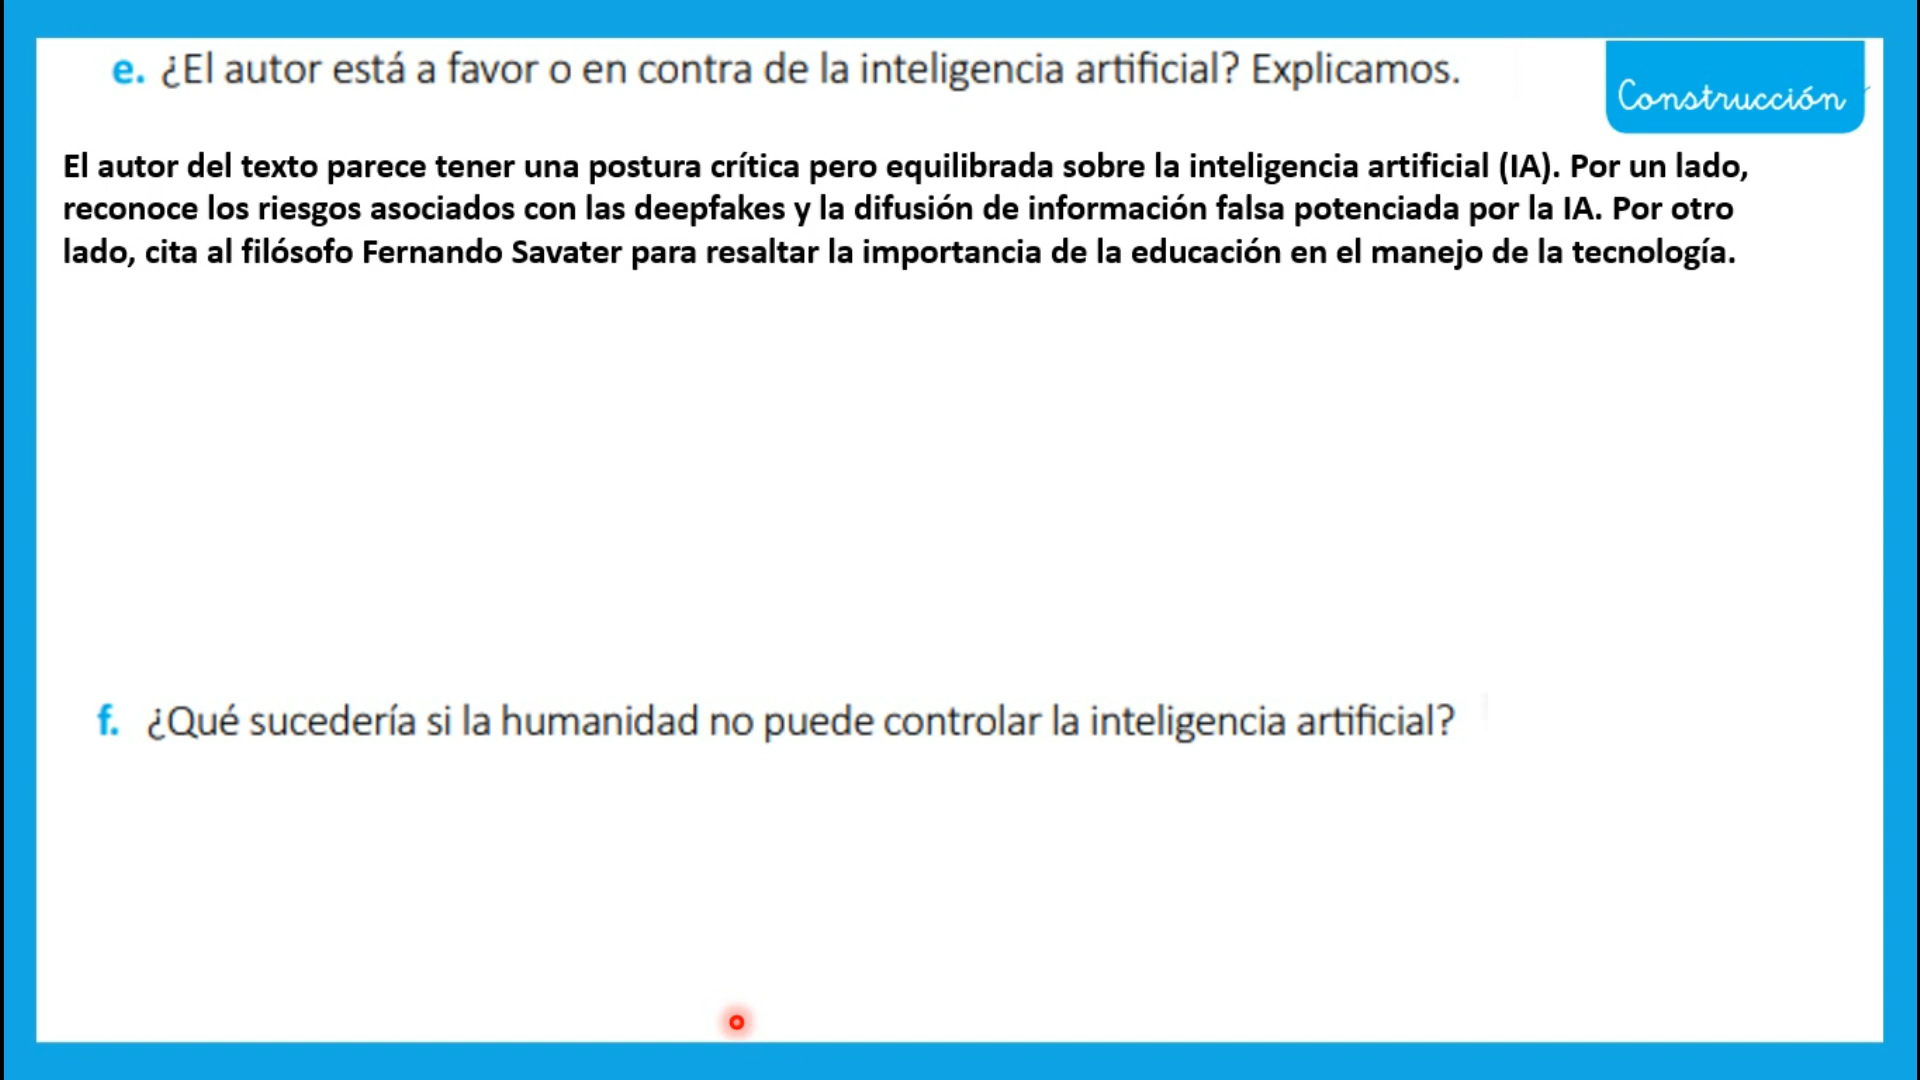 e. ¿El autor está a favor o en contra de la inteligencia artificial? Explicamos.
Construcción
El autor del texto parece tener una postura crítica pero equilibrada sobre la inteligencia artificial (IA). Por un lado,
reconoce los riesgos asociados con las deepfakes y la difusión de información falsa potenciada por la IA. Por otro
lado, cita al filósofo Fernando Savater para resaltar la importancia de la educación en el manejo de la tecnología.
f. ¿Qué sucedería si la humanidad no puede controlar la inteligencia artificial?